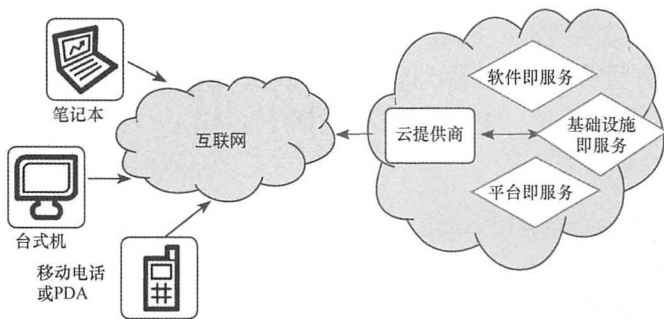 笔记本
台式机
移动电话
或PDA
互联网
云提供商
软件即服务
基础设施
即服务
平台即服务